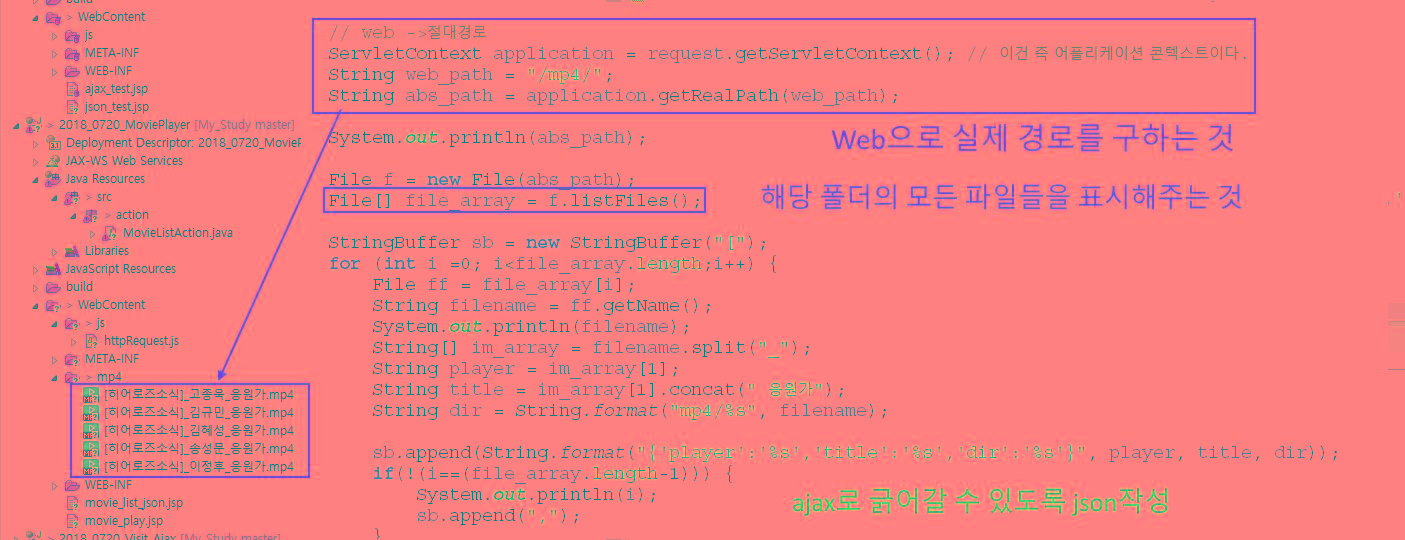 build
> WebContent
js
META-INF
WEB-INF
ajax_test.jsp
json_test.jsp
> 2018_0720_MoviePlayer [My_Study master]
Deployment Descriptor: 2018_0720_MovieP
JAX-WS Web Services
Java Resources
> src
> action
MovieListAction.java
Libraries
JavaScript Resources
build
> WebContent
> js
httpRequest.js
META-INF
> mp4
[히어로즈소식]_고종욱_응원가.mp4
[히어로즈소식]_김규민_응원가.mp4
[히어로즈소식]_김혜성_응원가.mp4
[히어로즈소식]_송성문_응원가.mp4
[히어로즈소식]_이정후_응원가.mp4
WEB-INF
movie_list_json.jsp
movie_play.jsp
> 2018_0720_Visit_Ajax [My_Study master]
// web ->절대경로
ServletContext application = request.getServletContext(); // 이건 즉 어플리케이션 콘텍스트이다.
String web_path = "/mp4/";
String abs_path = application.getRealPath(web_path);
System.out.println(abs_path);
Web으로 실제 경로를 구하는 것
File f = new File(abs_path);
File[] file_array = f.listFiles();
해당 폴더의 모든 파일들을 표시해주는 것
StringBuffer sb = new StringBuffer("[");
for (int i =0; i<file_array.length;i++) {
File ff = file_array[i];
String filename = ff.getName();
System.out.println(filename);
String[] im_array = filename.split("_");
String player = im_array[1];
String title = im_array[1].concat(" 응원가");
String dir = String.format("mp4/%s", filename);
sb.append(String.format("{'player':'%s','title':'%s','dir':'%s'}", player, title, dir));
if(!(i==(file_array.length-1))) {
System.out.println(i);
sb.append(",");
}
ajax로 긁어갈 수 있도록 json작성